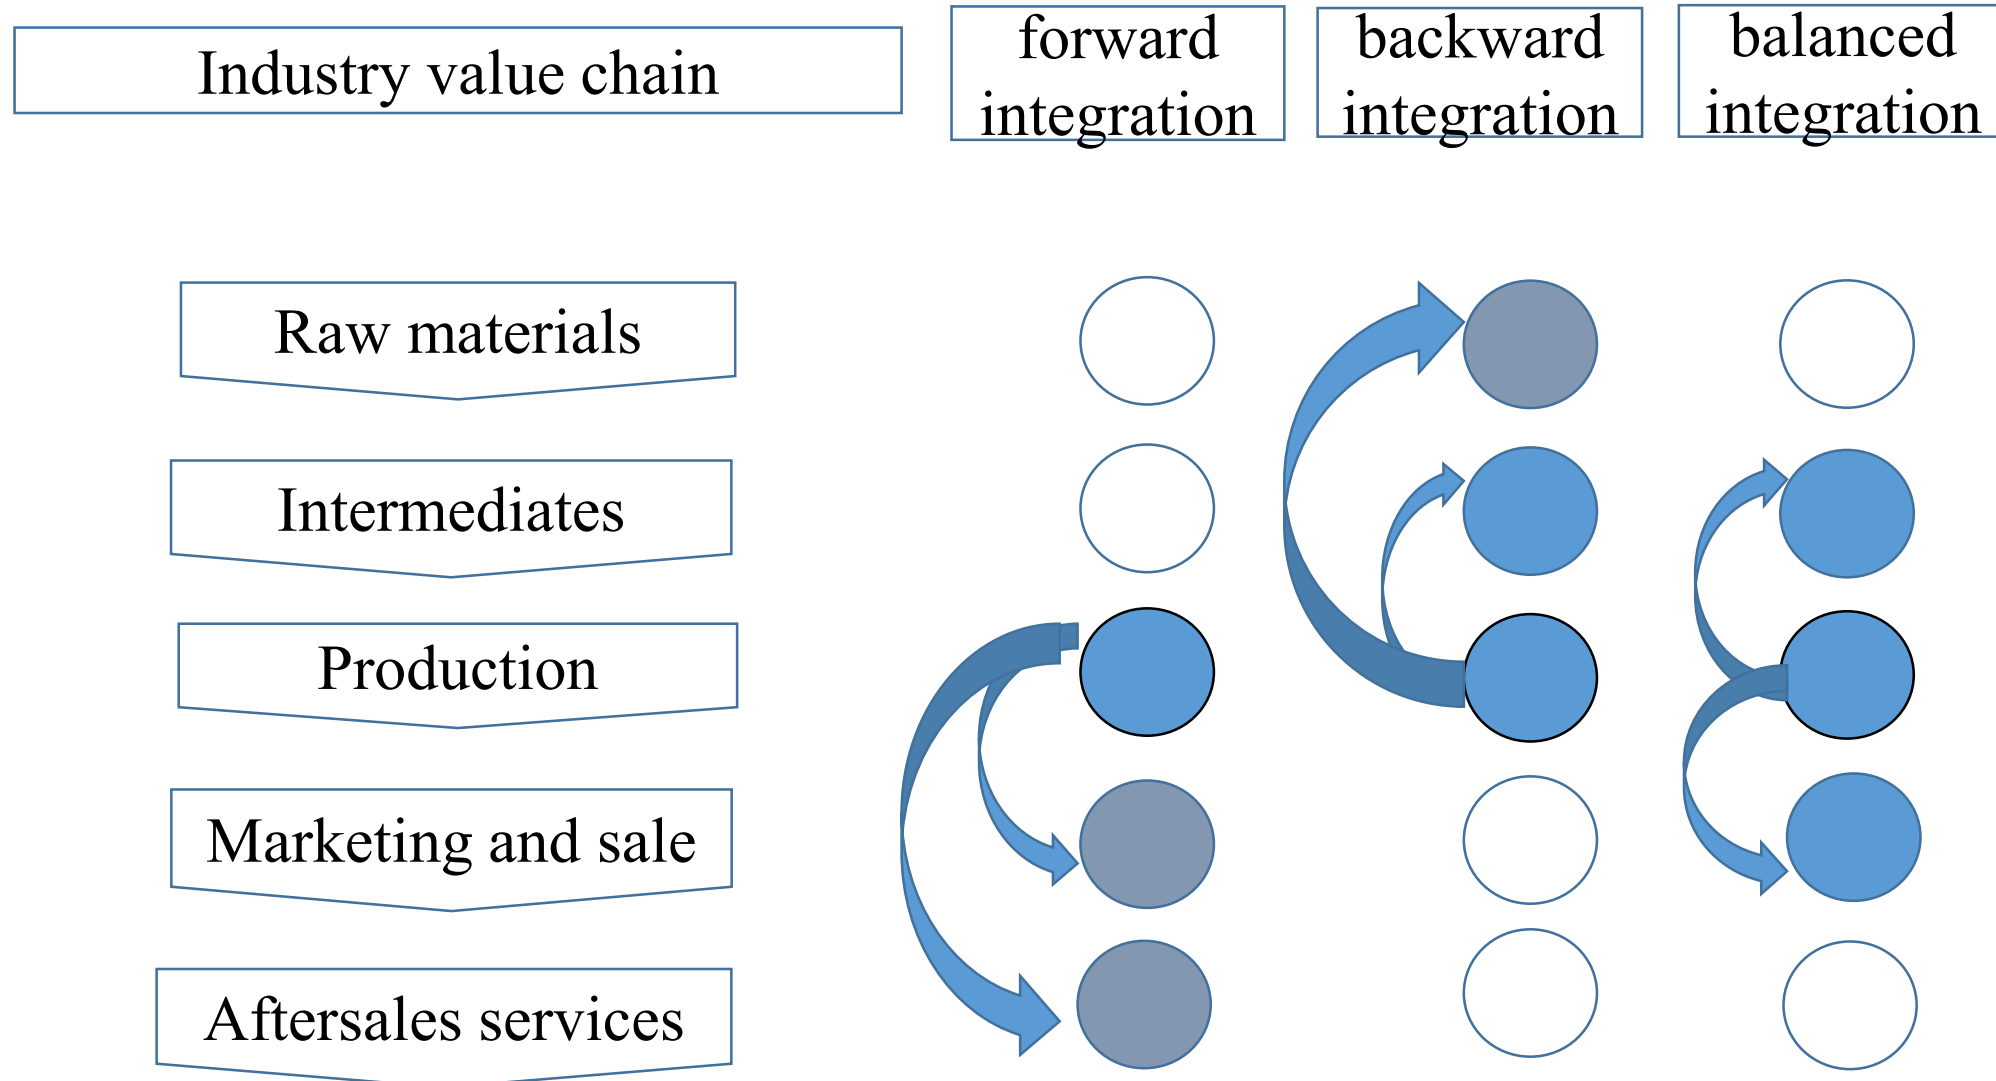 Industry value chain
forward
integration
backward
integration
balanced
integration
Raw materials
Intermediates
Production
Marketing and sale
Aftersales services